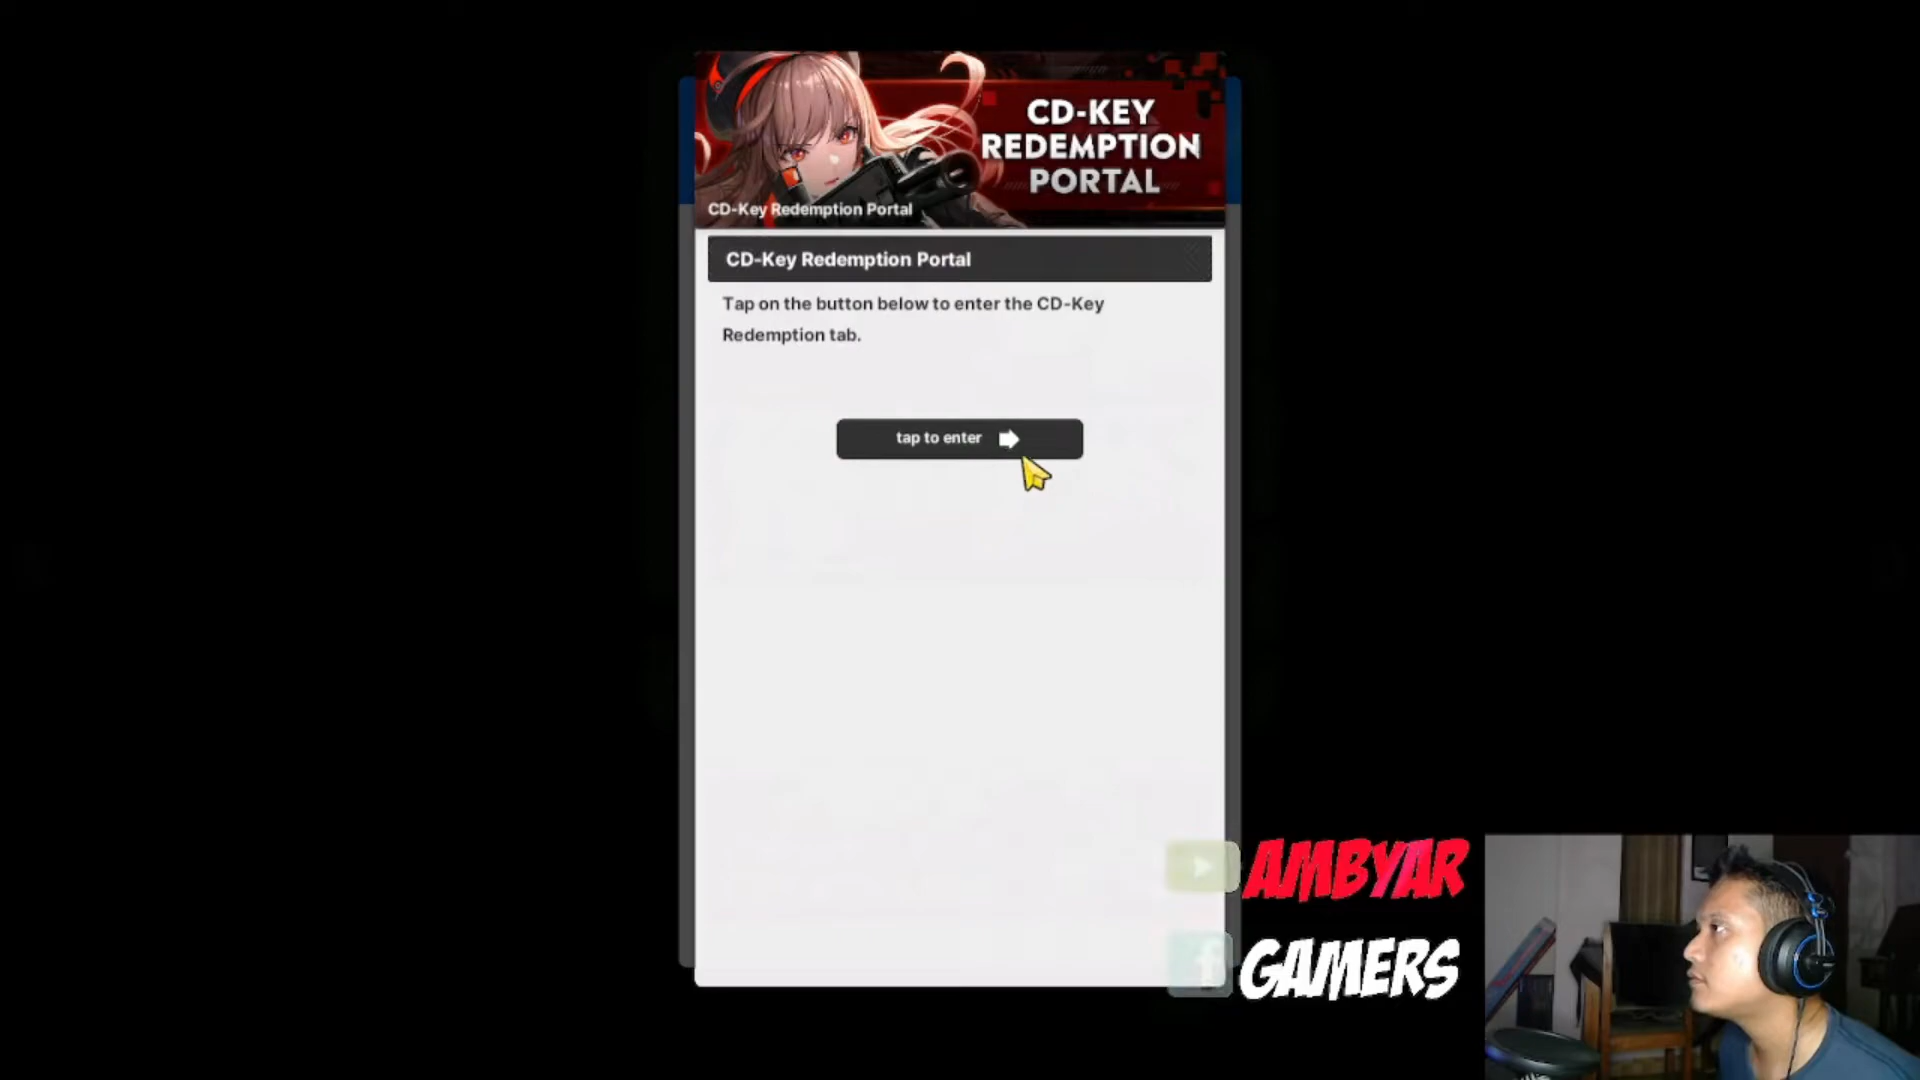 CD-KEY
REDEMPTION
PORTAL
CD-Key Redemption Portal
CD-Key Redemption Portal
Tap on the button below to enter the CD-Key
Redemption tab.
tap to enter
AMBYAR
GAMERS